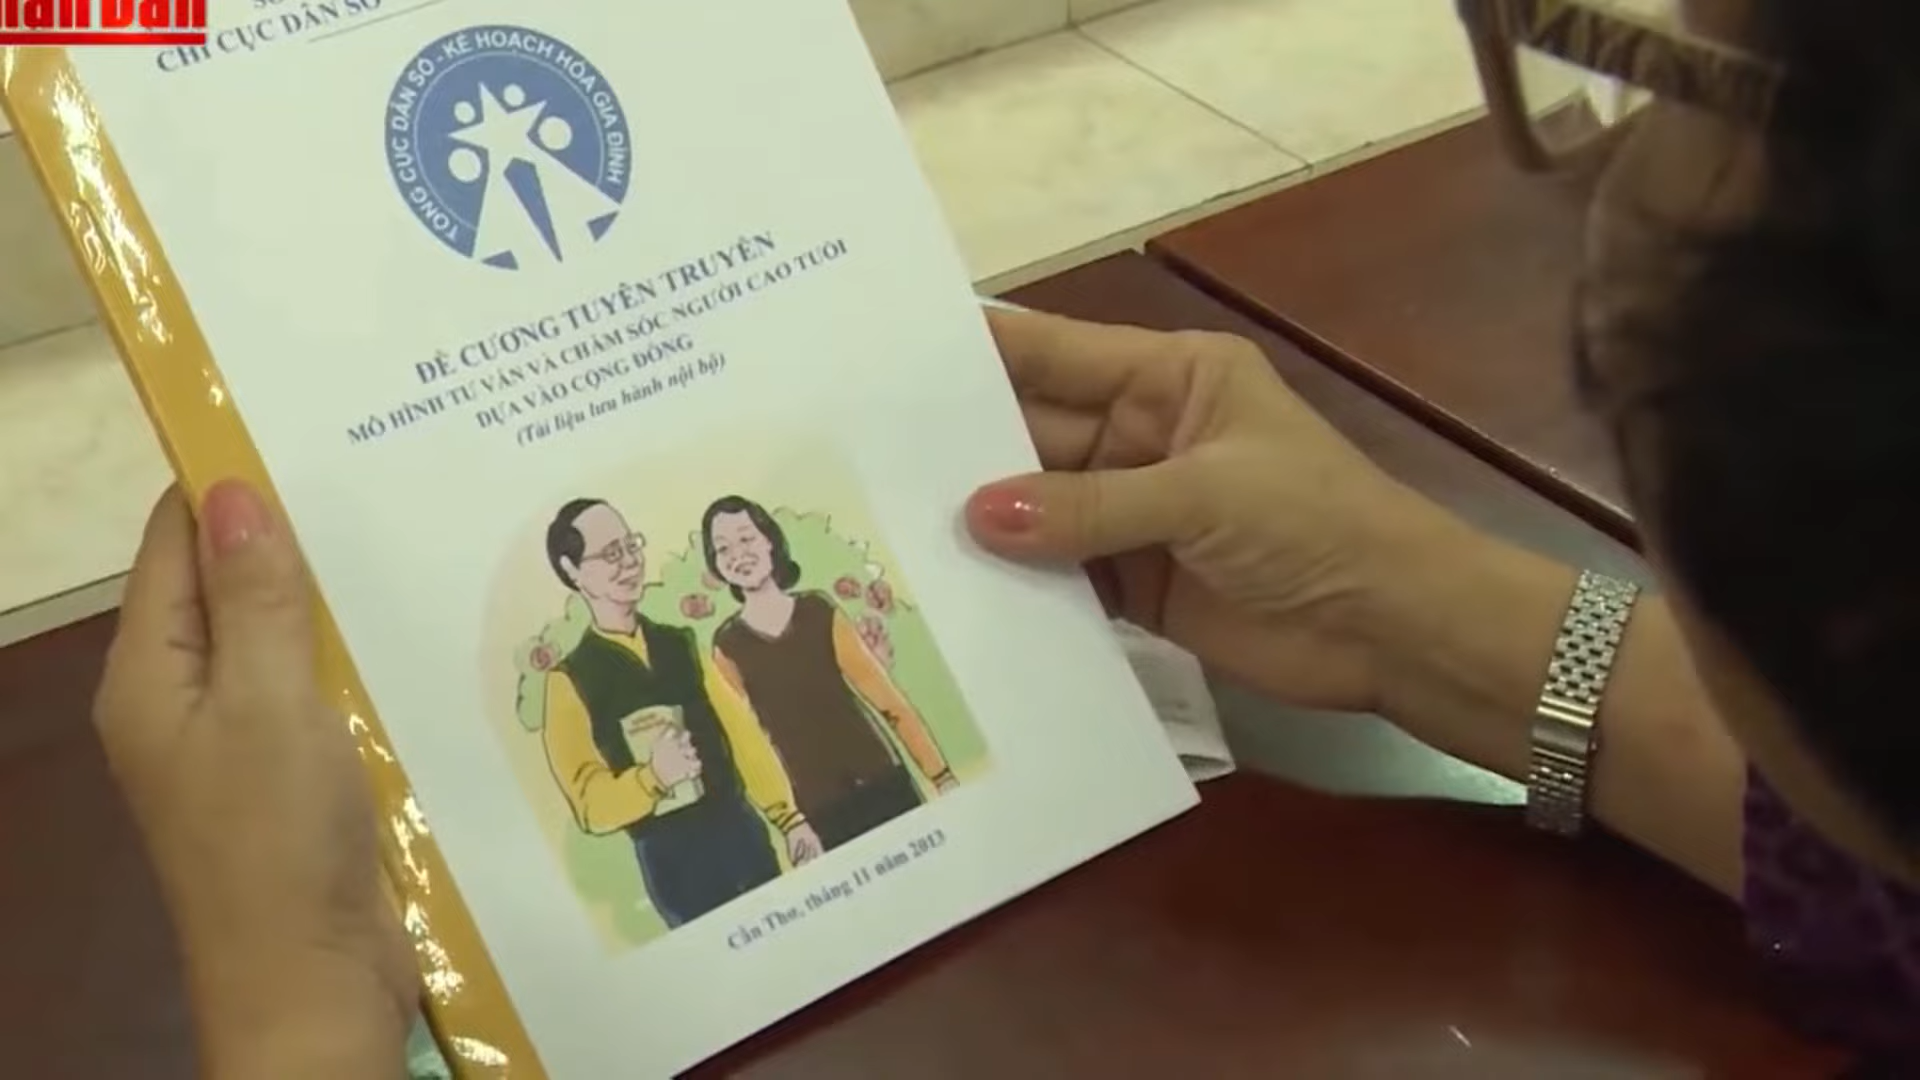 CHI CỤC DÂN SỐ
TỔNG CỤC DÂN SỐ - KẾ HOẠCH HÓA GIA ĐÌNH
ĐỀ CƯƠNG TUYÊN TRUYỀN
MÔ HÌNH TƯ VẤN VÀ CHĂM SÓC NGƯỜI CAO TUỔI
DỰA VÀO CỘNG ĐỒNG
(Tài liệu lưu hành nội bộ)
Cần Thơ, tháng 11 năm 2013